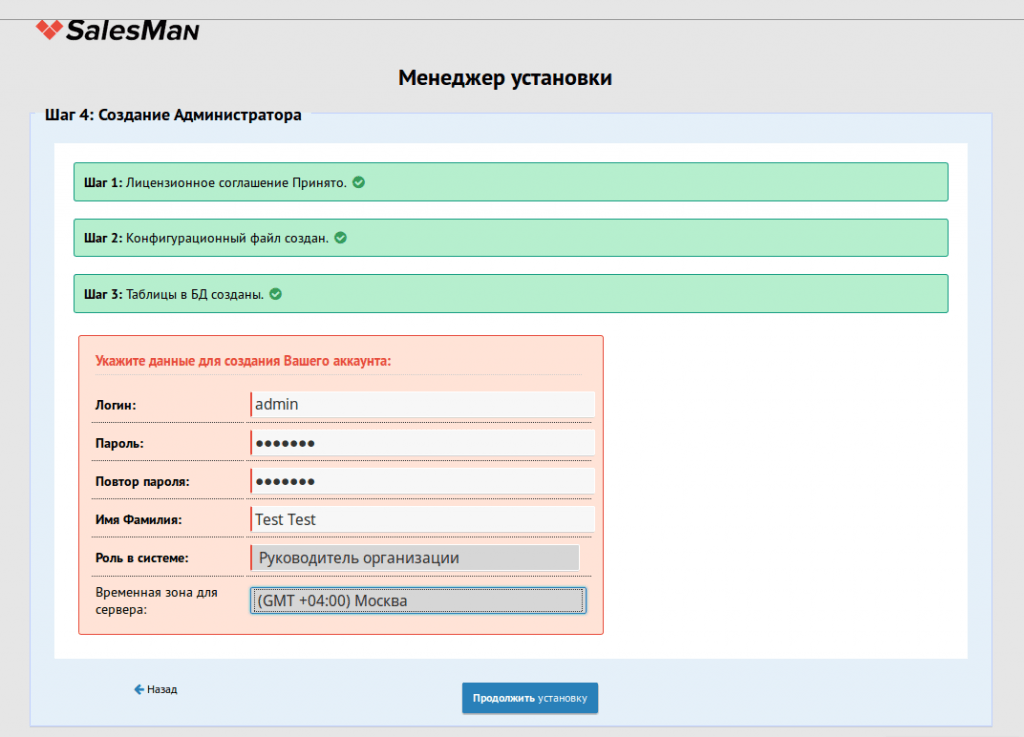 SalesMan
Менеджер установки
Шаг 4: Создание Администратора
Шаг 1: Лицензионное соглашение Принято.
Шаг 2: Конфигурационный файл создан.
Шаг 3: Таблицы в БД созданы.
Укажите данные для создания Вашего аккаунта:
Логин: admin
Пароль: •••••••
Повтор пароля: •••••••
Имя Фамилия: Test Test
Роль в системе: Руководитель организации
Временная зона для
сервера: (GMT +04:00) Москва
Назад
Продолжить установку